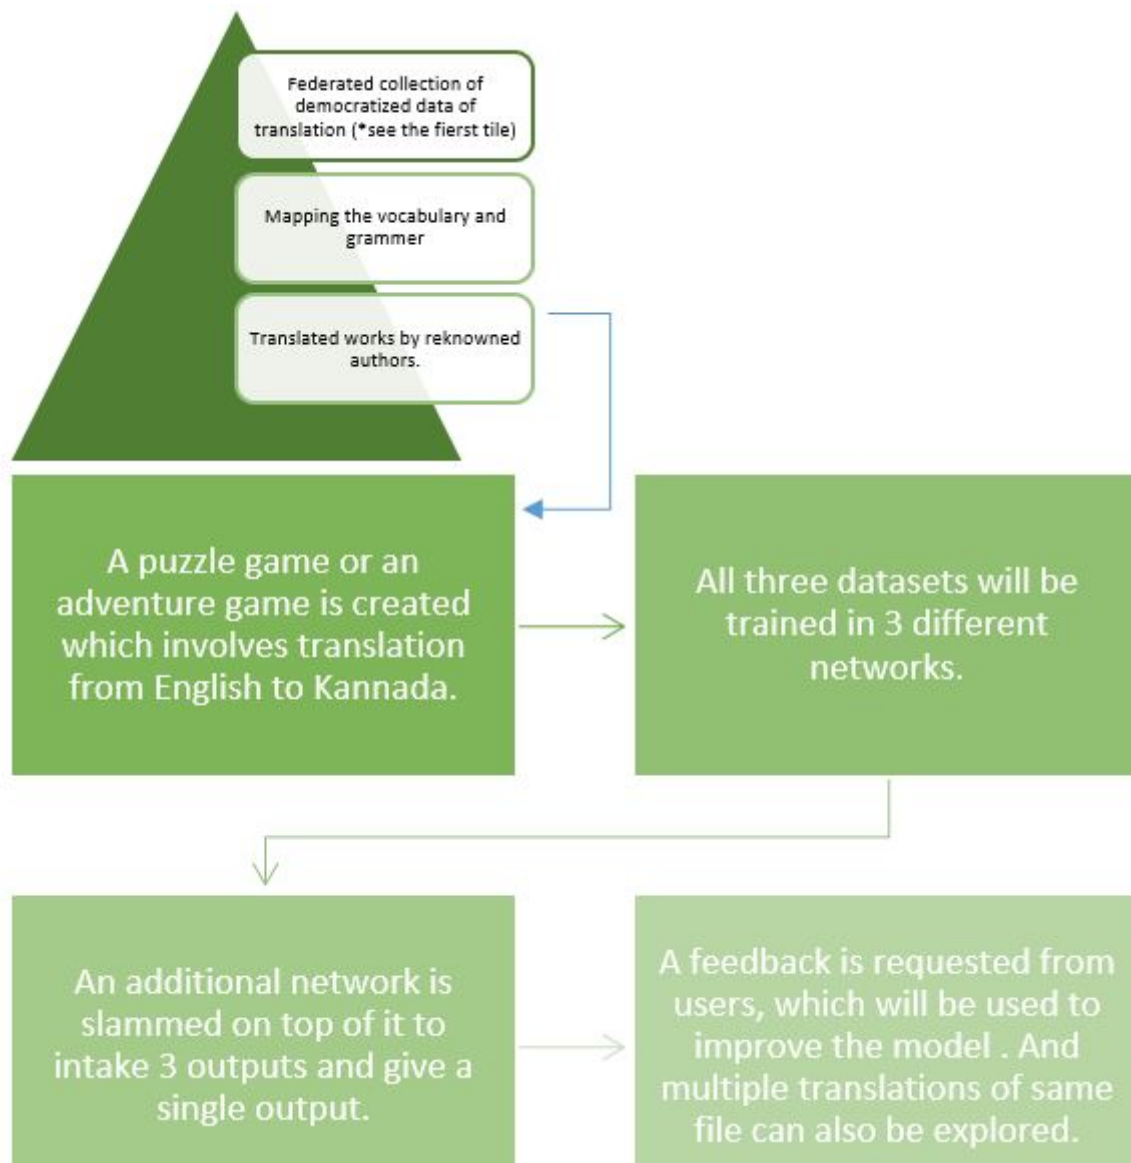 Federated collection of
democratized data of
translation (*see the fierst tile)
Mapping the vocabulary and
grammer
Translated works by reknowned
authors.
A puzzle game or an
adventure game is created
which involves translation
from English to Kannada.
All three datasets will be
trained in 3 different
networks.
An additional network is
slammed on top of it to
intake 3 outputs and give a
single output.
A feedback is requested from
users, which will be used to
improve the model . And
multiple translations of same
file can also be explored.